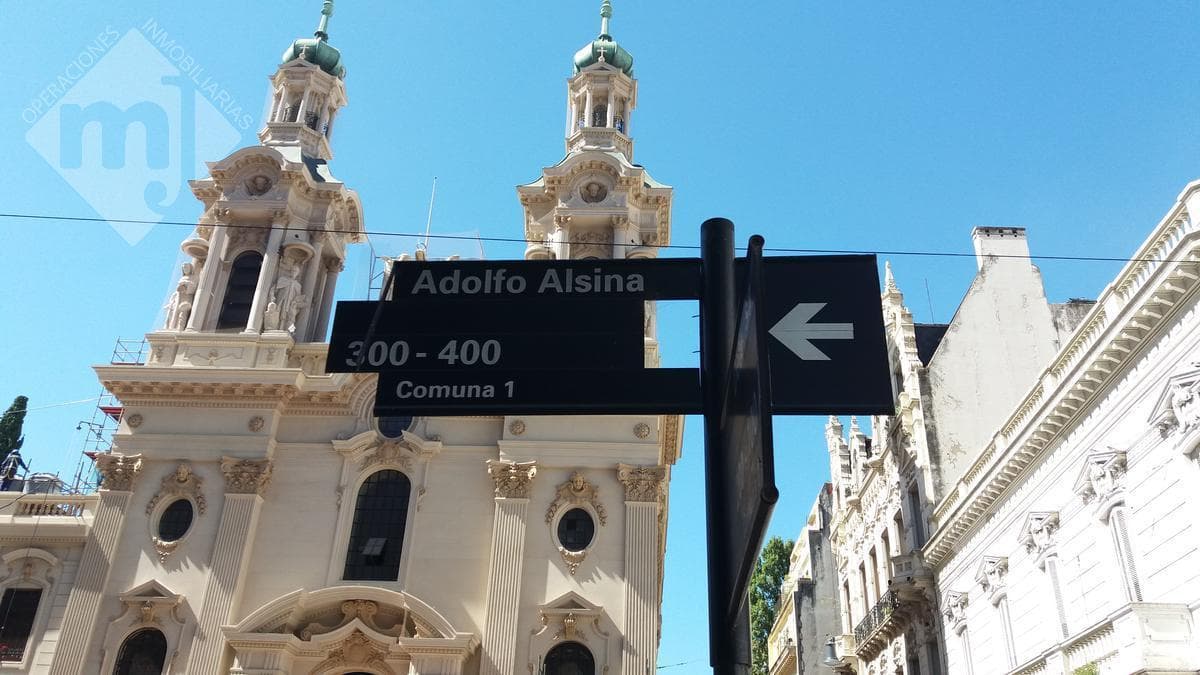 OPERACIONES INMOBILIARIAS
mj
Adolfo Alsina
300 - 400
Comuna 1